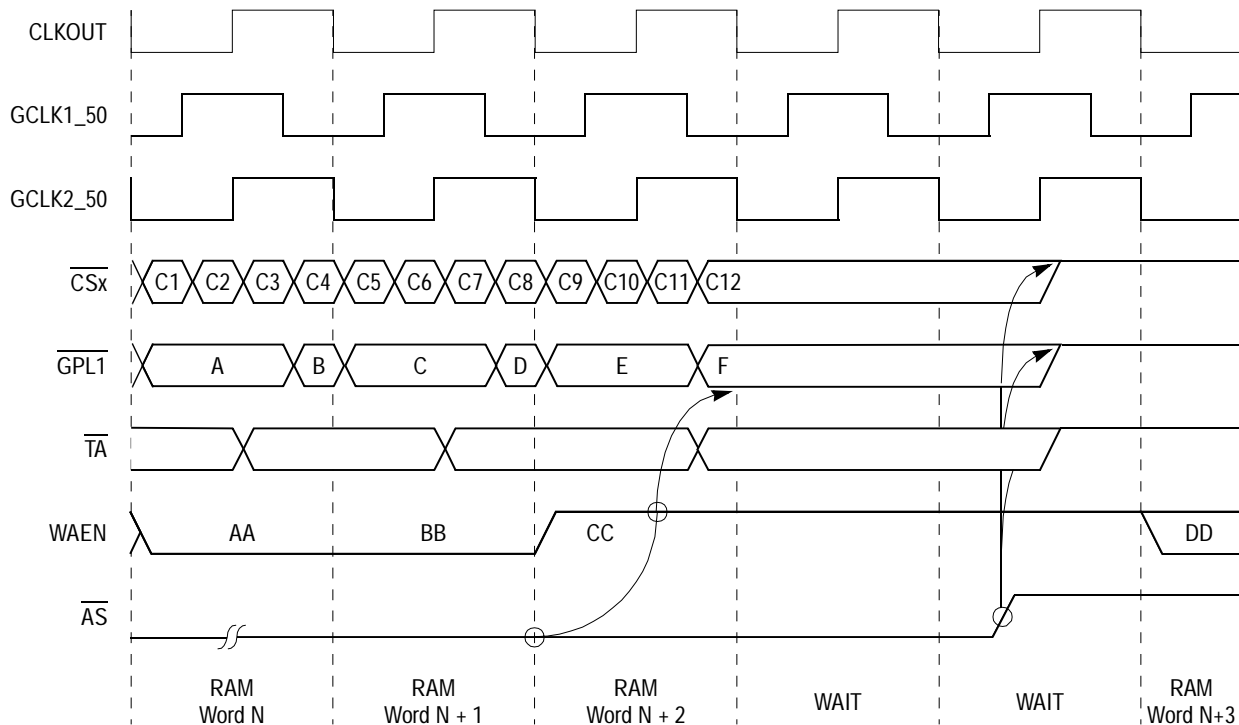 CLKOUT
GCLK1_50
GCLK2_50
CSx
C1 C2 C3 C4 C5 C6 C7 C8 C9 C10 C11 C12
GPL1
A B C D E F
TA
WAEN
AA BB CC DD
AS
RAM
Word N
RAM
Word N + 1
RAM
Word N + 2
WAIT
WAIT
RAM
Word N+3